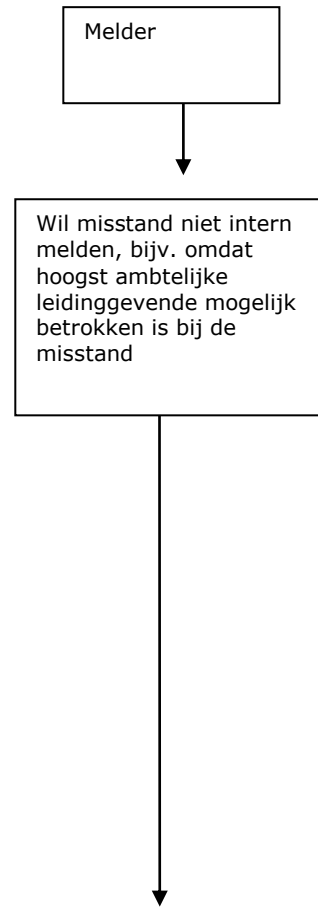 Melder
Wil misstand niet intern
melden, bijv. omdat
hoogst ambtelijke
leidinggevende mogelijk
betrokken is bij de
misstand